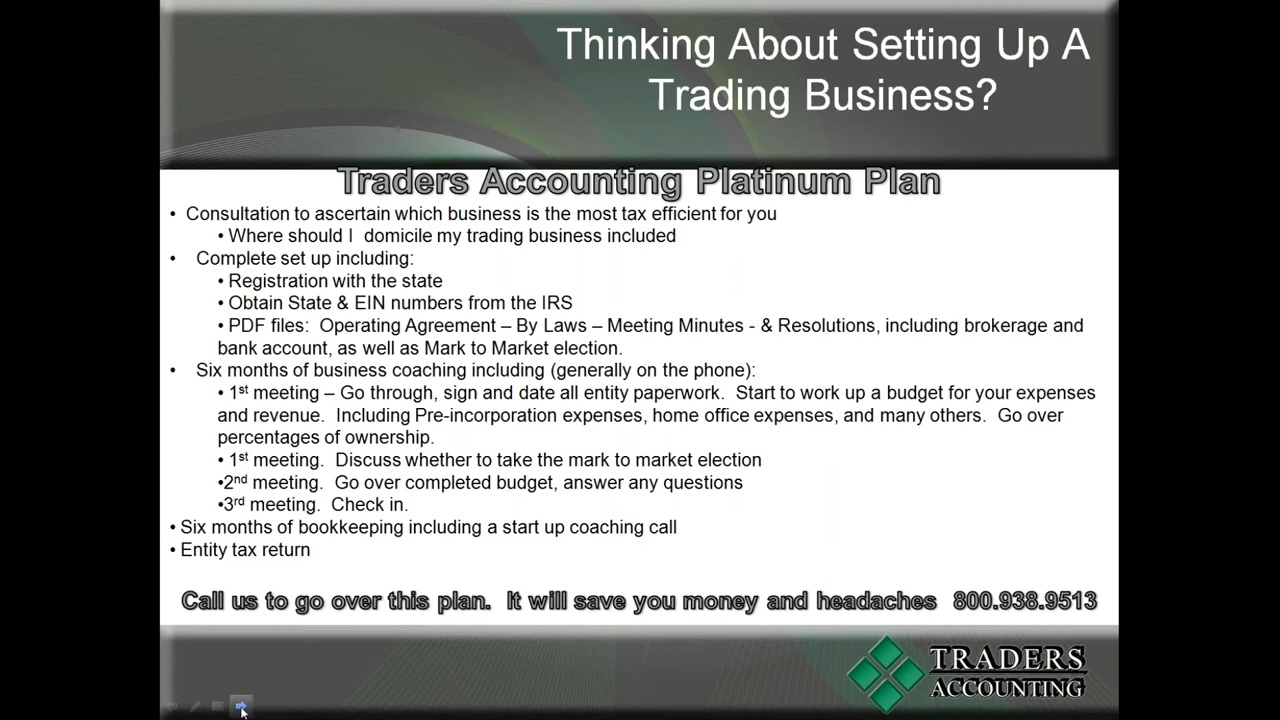 Thinking About Setting Up A
Trading Business?
Traders Accounting Platinum Plan
• Consultation to ascertain which business is the most tax efficient for you
• Where should I  domicile my trading business included
• Complete set up including:
• Registration with the state
• Obtain State & EIN numbers from the IRS
• PDF files:  Operating Agreement – By Laws – Meeting Minutes - & Resolutions, including brokerage and
bank account, as well as Mark to Market election.
• Six months of business coaching including (generally on the phone):
• 1st meeting – Go through, sign and date all entity paperwork.  Start to work up a budget for your expenses
and revenue.  Including Pre-incorporation expenses, home office expenses, and many others.  Go over
percentages of ownership.
• 1st meeting.  Discuss whether to take the mark to market election
•2nd meeting.  Go over completed budget, answer any questions
•3rd meeting.  Check in.
• Six months of bookkeeping including a start up coaching call
• Entity tax return
Call us to go over this plan.  It will save you money and headaches  800.938.9513
TRADERS
ACCOUNTING